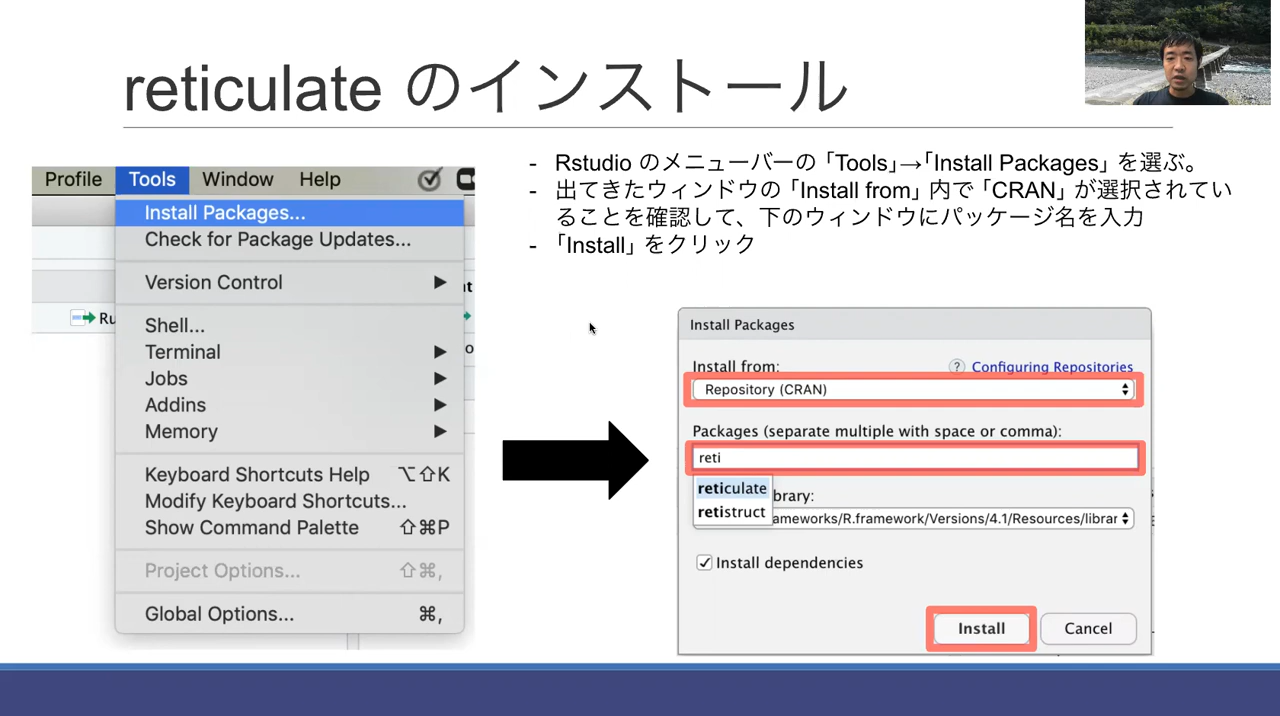 reticulate のインストール
- Rstudio のメニューバーの「Tools」→「Install Packages」を選ぶ。
- 出てきたウィンドウの「Install from」内で「CRAN」が選択されてい
ることを確認して、下のウィンドウにパッケージ名を入力
- 「Install」をクリック
Profile Tools Window Help
Install Packages...
Check for Package Updates...
Version Control
Ru
Shell...
Terminal
Jobs
Addins
Memory
Keyboard Shortcuts Help ⌥⇧K
Modify Keyboard Shortcuts...
Show Command Palette ⇧⌘P
Project Options... ⇧⌘,
Global Options... ⌘,
Install Packages
Install from: ? Configuring Repositories
Repository (CRAN)
Packages (separate multiple with space or comma):
reti
reticulate
retistruct
brary:
ameworks/R.framework/Versions/4.1/Resources/librar
Install dependencies
Install Cancel